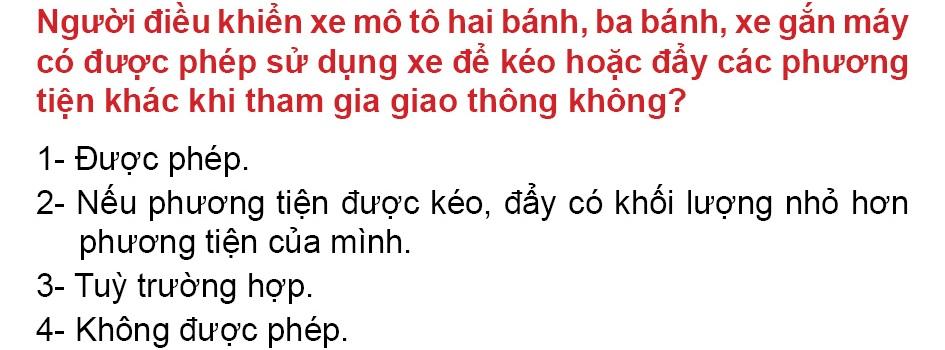 Người điều khiển xe mô tô hai bánh, ba bánh, xe gắn máy
có được phép sử dụng xe để kéo hoặc đẩy các phương
tiện khác khi tham gia giao thông không?
1- Được phép.
2- Nếu phương tiện được kéo, đẩy có khối lượng nhỏ hơn
phương tiện của mình.
3- Tuỳ trường hợp.
4- Không được phép.